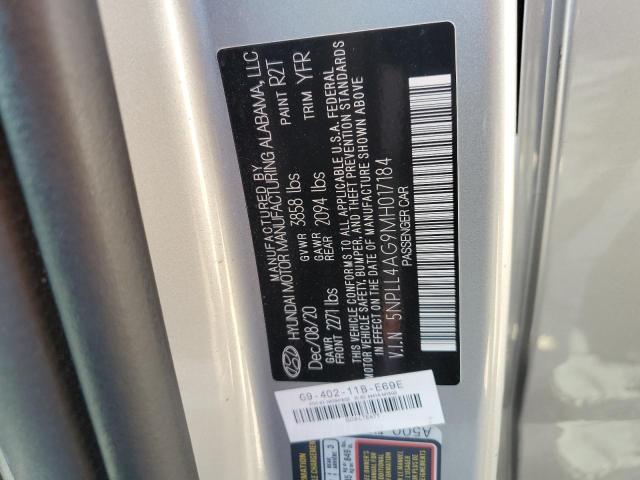 MANUFACTURED BY
HYUNDAI MOTOR MANUFACTURING ALABAMA, LLC
Dec/08/20 GVWR 3858 lbs PAINT R2T
GAWR FRONT 2271 lbs GAWR REAR 2094 lbs TRIM YFR
THIS VEHICLE CONFORMS TO ALL APPLICABLE U.S.A. FEDERAL
MOTOR VEHICLE SAFETY, BUMPER, AND THEFT PREVENTION STANDARDS
IN EFFECT ON THE DATE OF MANUFACTURE SHOWN ABOVE
V.I.N 5NPLL4AG9MH017184
PASSENGER CAR
G9-402-11B-E69E
A500